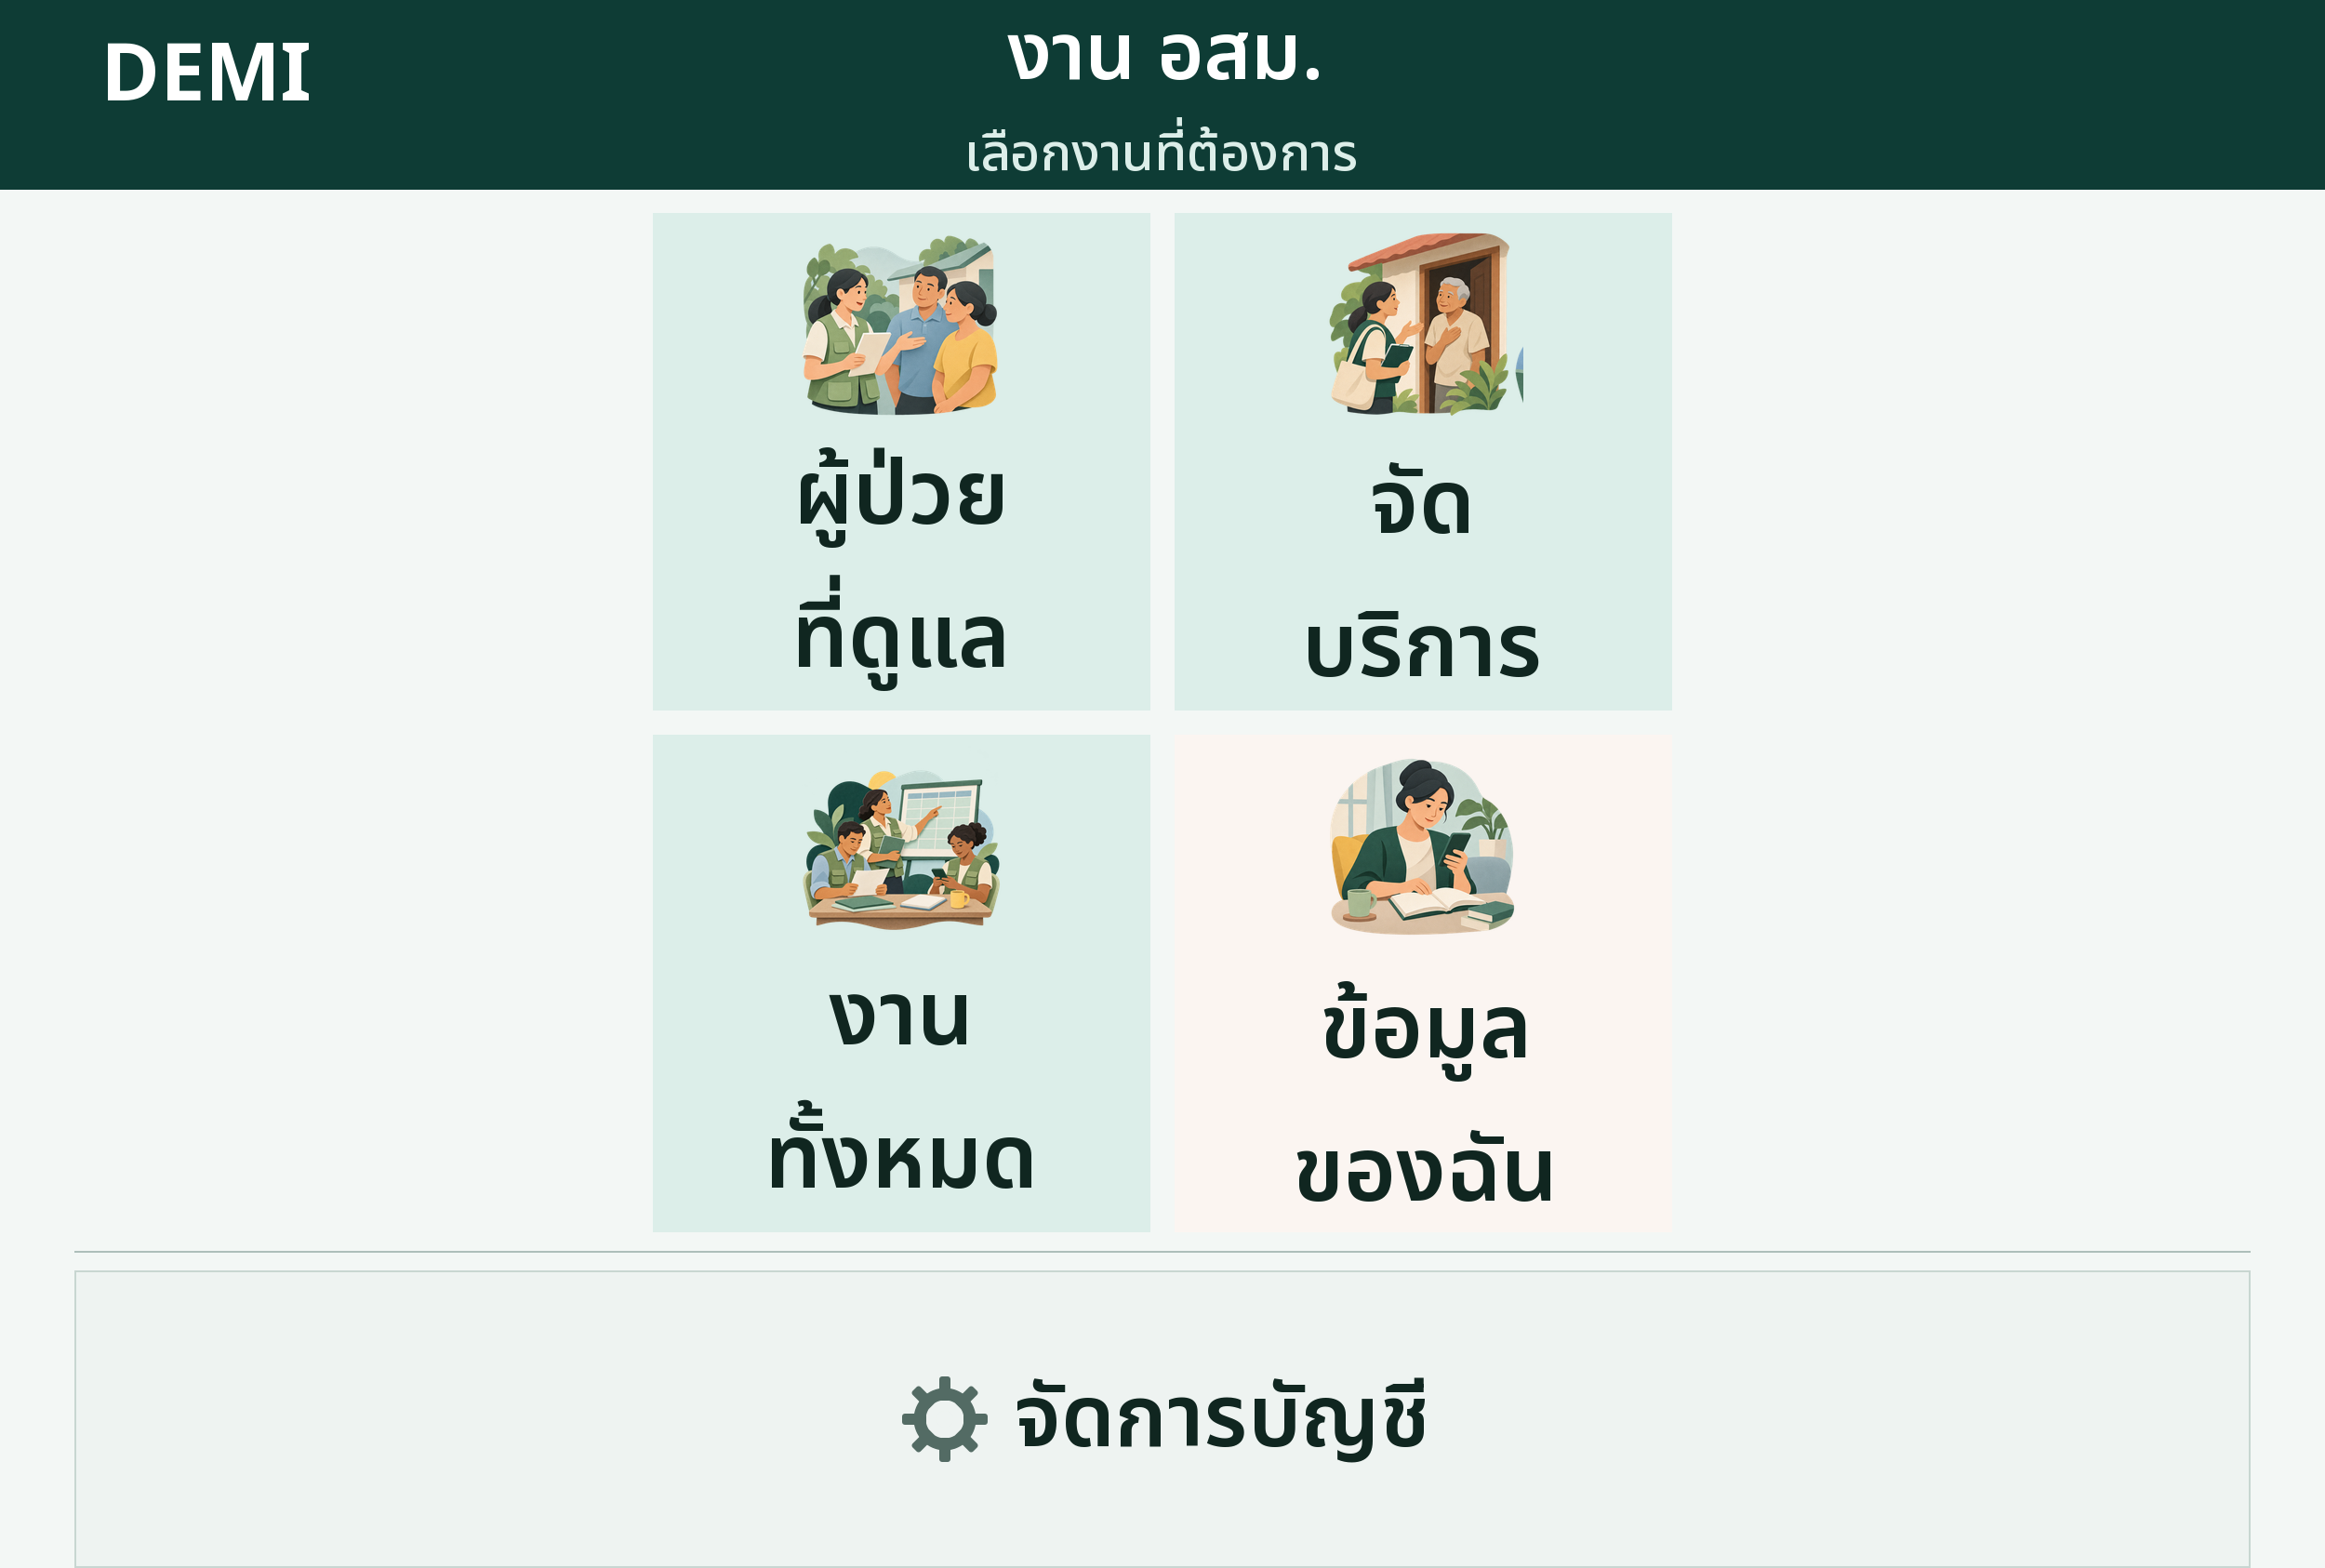 DEMI
งาน อสม.
เลือกงานที่ต้องการ
ผู้ป่วย
ที่ดูแล
จัด
บริการ
งาน
ทั้งหมด
ข้อมูล
ของฉัน
จัดการบัญชี